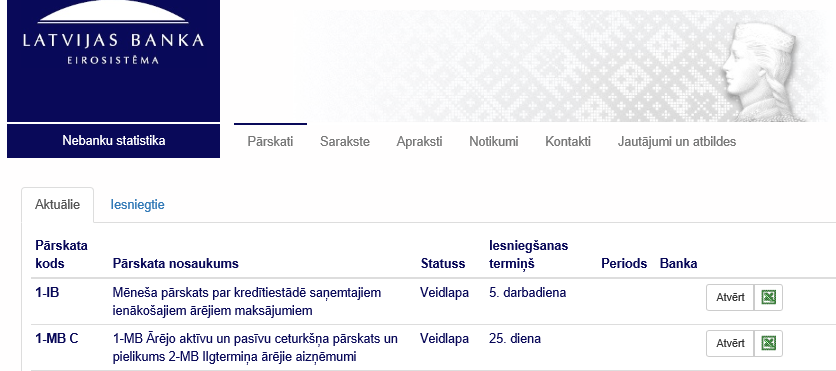 LATVIJAS BANKA
EIROSISTĒMA
Nebanku statistika
Pārskati Sarakste Apraksti Notikumi Kontakti Jautājumi un atbildes
Aktuālie Iesniegtie
Pārskata kods Pārskata nosaukums Statuss Iesniegšanas termiņš Periods Banka
1-IB Mēneša pārskats par kredītiestādē saņemtajiem Veidlapa 5. darbadiena Atvērt
ienākošajiem ārējiem maksājumiem
1-MB C 1-MB Ārējo aktīvu un pasīvu ceturkšņa pārskats un Veidlapa 25. diena Atvērt
pielikums 2-MB Ilgtermiņa ārējie aizņēmumi